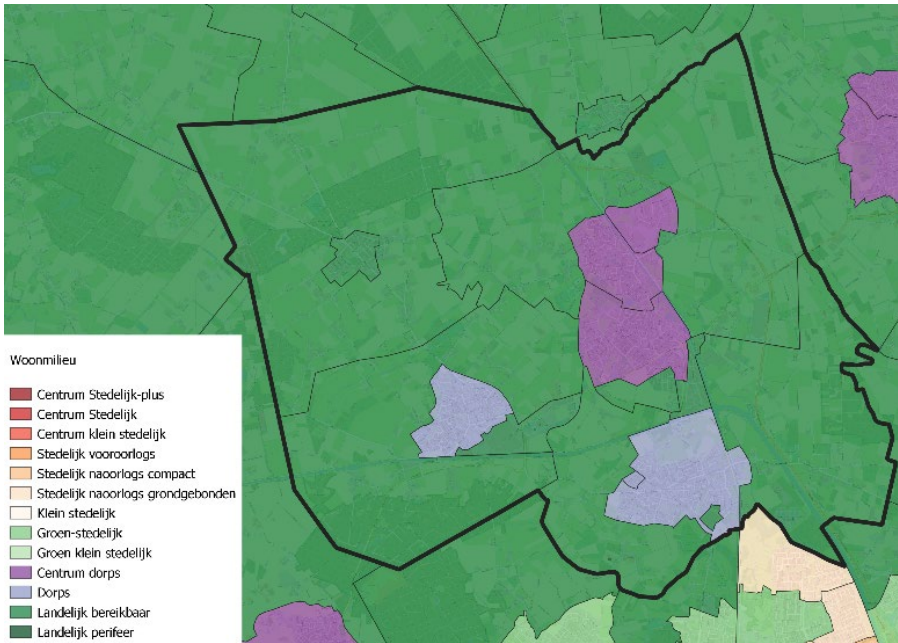 Woonmilieu
Centrum Stedelijk-plus
Centrum Stedelijk
Centrum klein stedelijk
Stedelijk vooroorlogs
Stedelijk naoorlogs compact
Stedelijk naoorlogs grondgebonden
Klein stedelijk
Groen-stedelijk
Groen klein stedelijk
Centrum dorps
Dorps
Landelijk bereikbaar
Landelijk perifeer